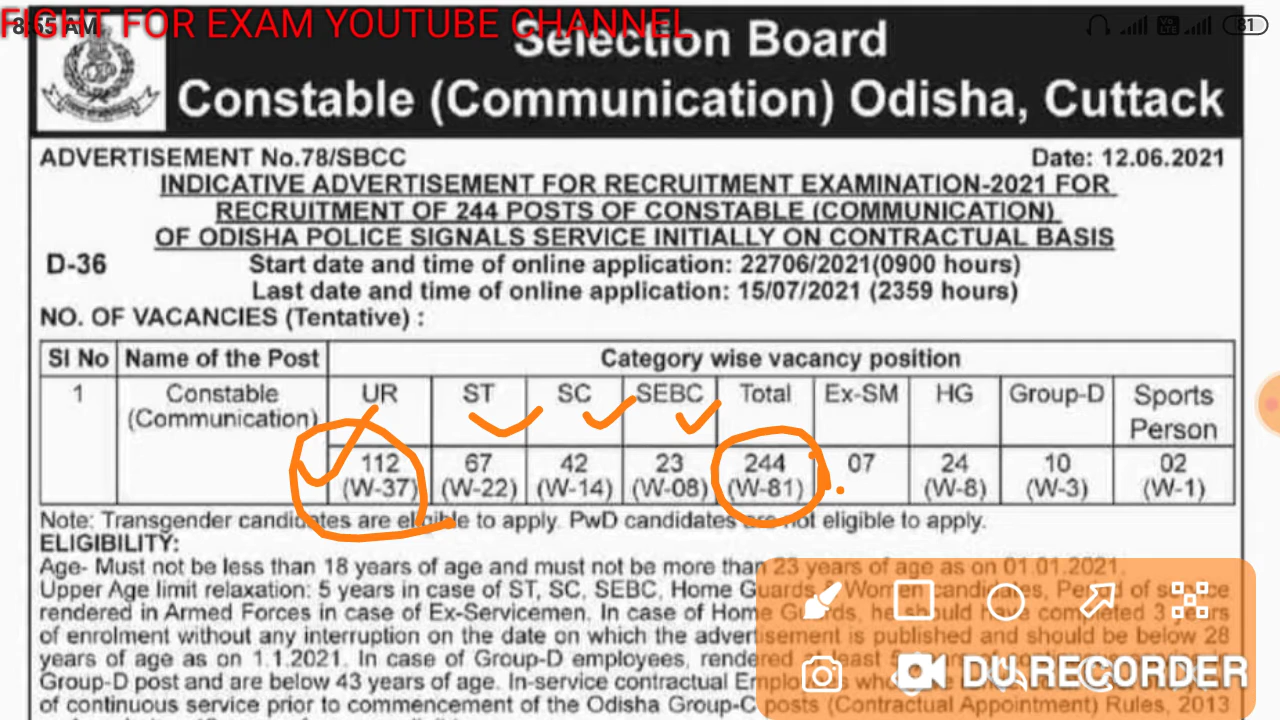 FIGHT FOR EXAM YOUTUBE CHANNEL
81
Selection Board
Constable (Communication) Odisha, Cuttack
ADVERTISEMENT No.78/SBCC Date: 12.06.2021
INDICATIVE ADVERTISEMENT FOR RECRUITMENT EXAMINATION-2021 FOR
RECRUITMENT OF 244 POSTS OF CONSTABLE (COMMUNICATION)
OF ODISHA POLICE SIGNALS SERVICE INITIALLY ON CONTRACTUAL BASIS
D-36 Start date and time of online application: 22706/2021(0900 hours)
Last date and time of online application: 15/07/2021 (2359 hours)
NO. OF VACANCIES (Tentative) :
SI No Name of the Post Category wise vacancy position
1 Constable UR ST SC SEBC Total Ex-SM HG Group-D Sports
(Communication) Person
112 67 42 23 244 07 24 10 02
(W-37) (W-22) (W-14) (W-08) (W-81) (W-8) (W-3) (W-1)
Note: Transgender candidates are eligible to apply. PwD candidates are not eligible to apply.
ELIGIBILITY:
Age- Must not be less than 18 years of age and must not be more than 23 years of age as on 01.01.2021.
Upper Age limit relaxation: 5 years in case of ST, SC, SEBC, Home Guards & Women candidates, Period of service
rendered in Armed Forces in case of Ex-Servicemen. In case of Home Guards, he should have completed 3 years
of enrolment without any interruption on the date on which the advertisement is published and should be below 28
years of age as on 1.1.2021. In case of Group-D employees, rendered at least 5
Group-D post and are below 43 years of age. In-service contractual
DU RECORDER
of continuous service prior to commencement of the Odisha Group-C posts (Contractual Appointment) Rules, 2013